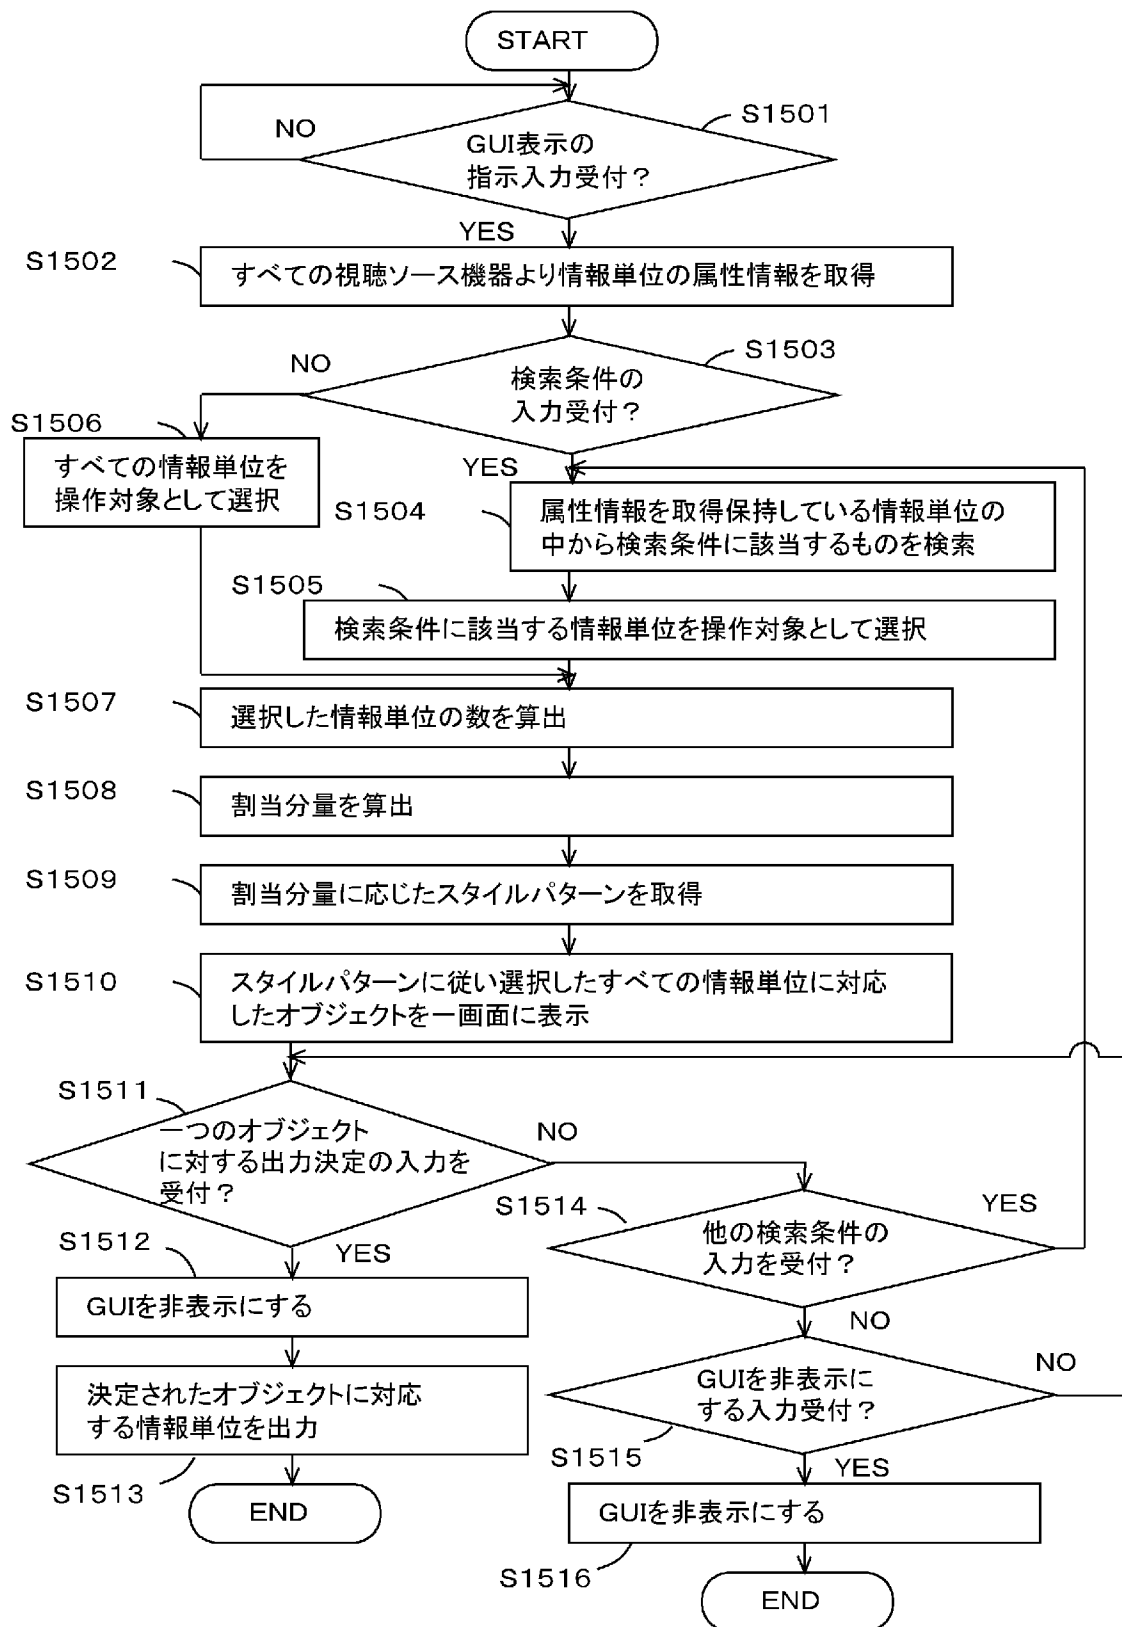 START
S1501
NO
GUI表示の
指示入力受付？
YES
S1502
すべての視聴ソース機器より情報単位の属性情報を取得
S1503
NO
検索条件の
入力受付？
S1506
すべての情報単位を
操作対象として選択
YES
S1504
属性情報を取得保持している情報単位の
中から検索条件に該当するものを検索
S1505
検索条件に該当する情報単位を操作対象として選択
S1507
選択した情報単位の数を算出
S1508
割当分量を算出
S1509
割当分量に応じたスタイルパターンを取得
S1510
スタイルパターンに従い選択したすべての情報単位に対応
したオブジェクトを一画面に表示
S1511
一つのオブジェクト
に対する出力決定の入力を
受付？
NO
S1514
YES
他の検索条件の
入力を受付？
S1512
YES
GUIを非表示にする
NO
GUIを非表示に
する入力受付？
NO
決定されたオブジェクトに対応
する情報単位を出力
S1515
YES
S1513
END
GUIを非表示にする
S1516
END